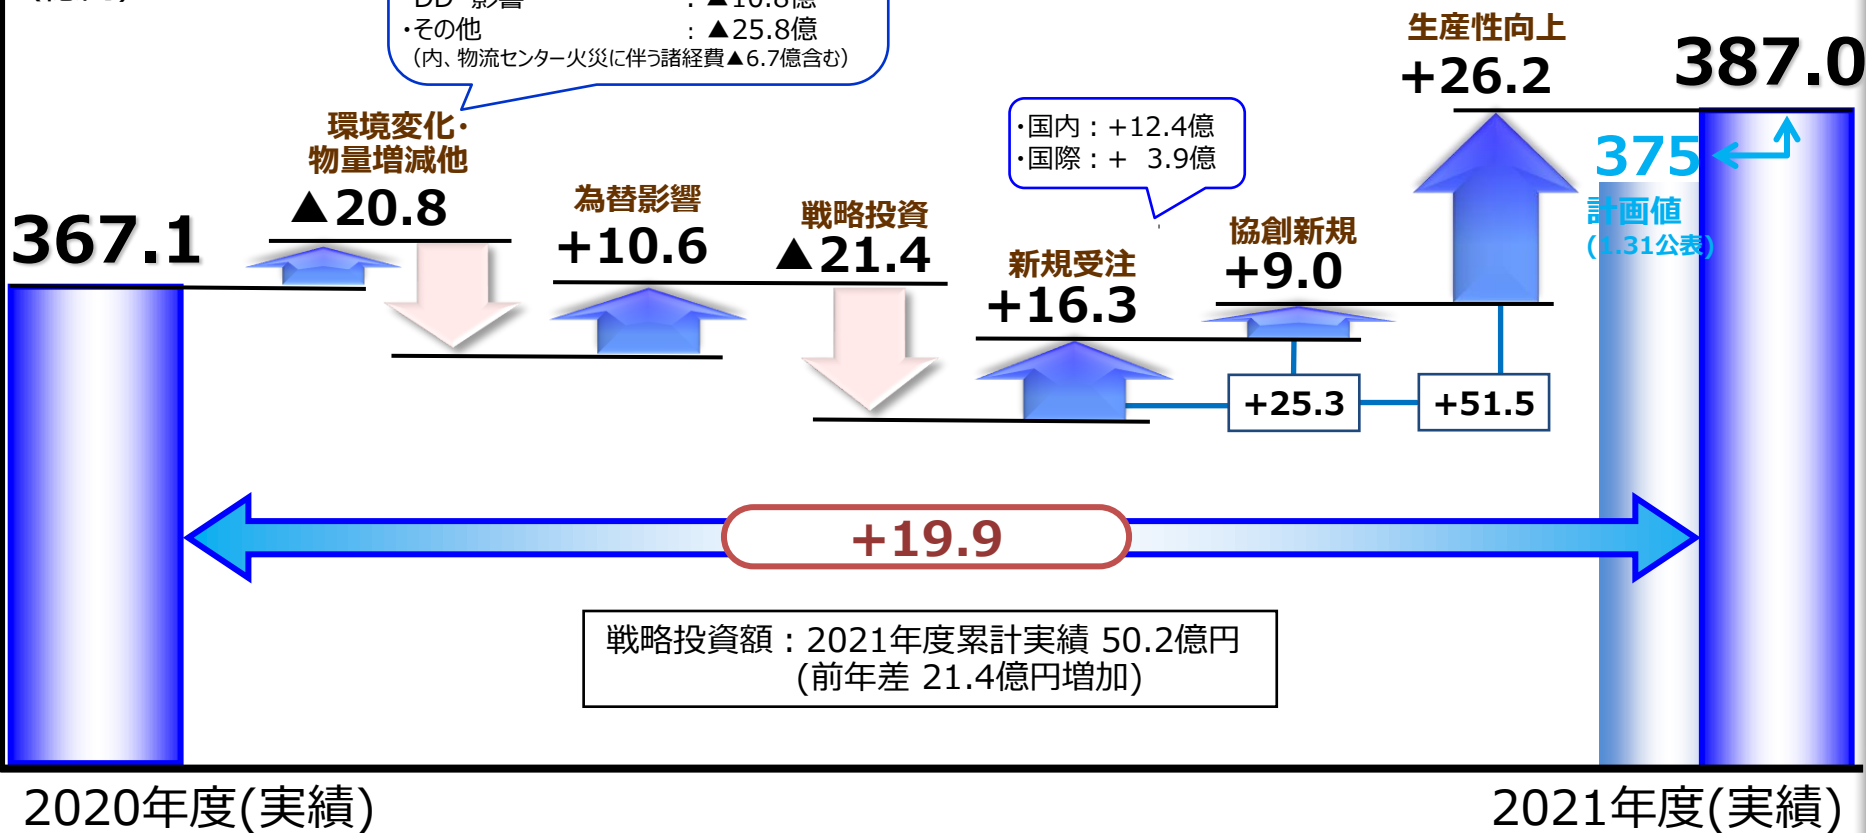 ・その他 : ▲25.8億
(内、物流センター火災に伴う諸経費▲6.7億含む)
環境変化・
物量増減他
▲20.8
為替影響
+10.6
戦略投資
▲21.4
・国内:+12.4億
・国際:+ 3.9億
新規受注
+16.3
協創新規
+9.0
生産性向上
+26.2
367.1
387.0
375
計画値
(1.31公表)
+25.3
+51.5
+19.9
戦略投資額:2021年度累計実績 50.2億円
(前年差 21.4億円増加)
2020年度(実績)
2021年度(実績)